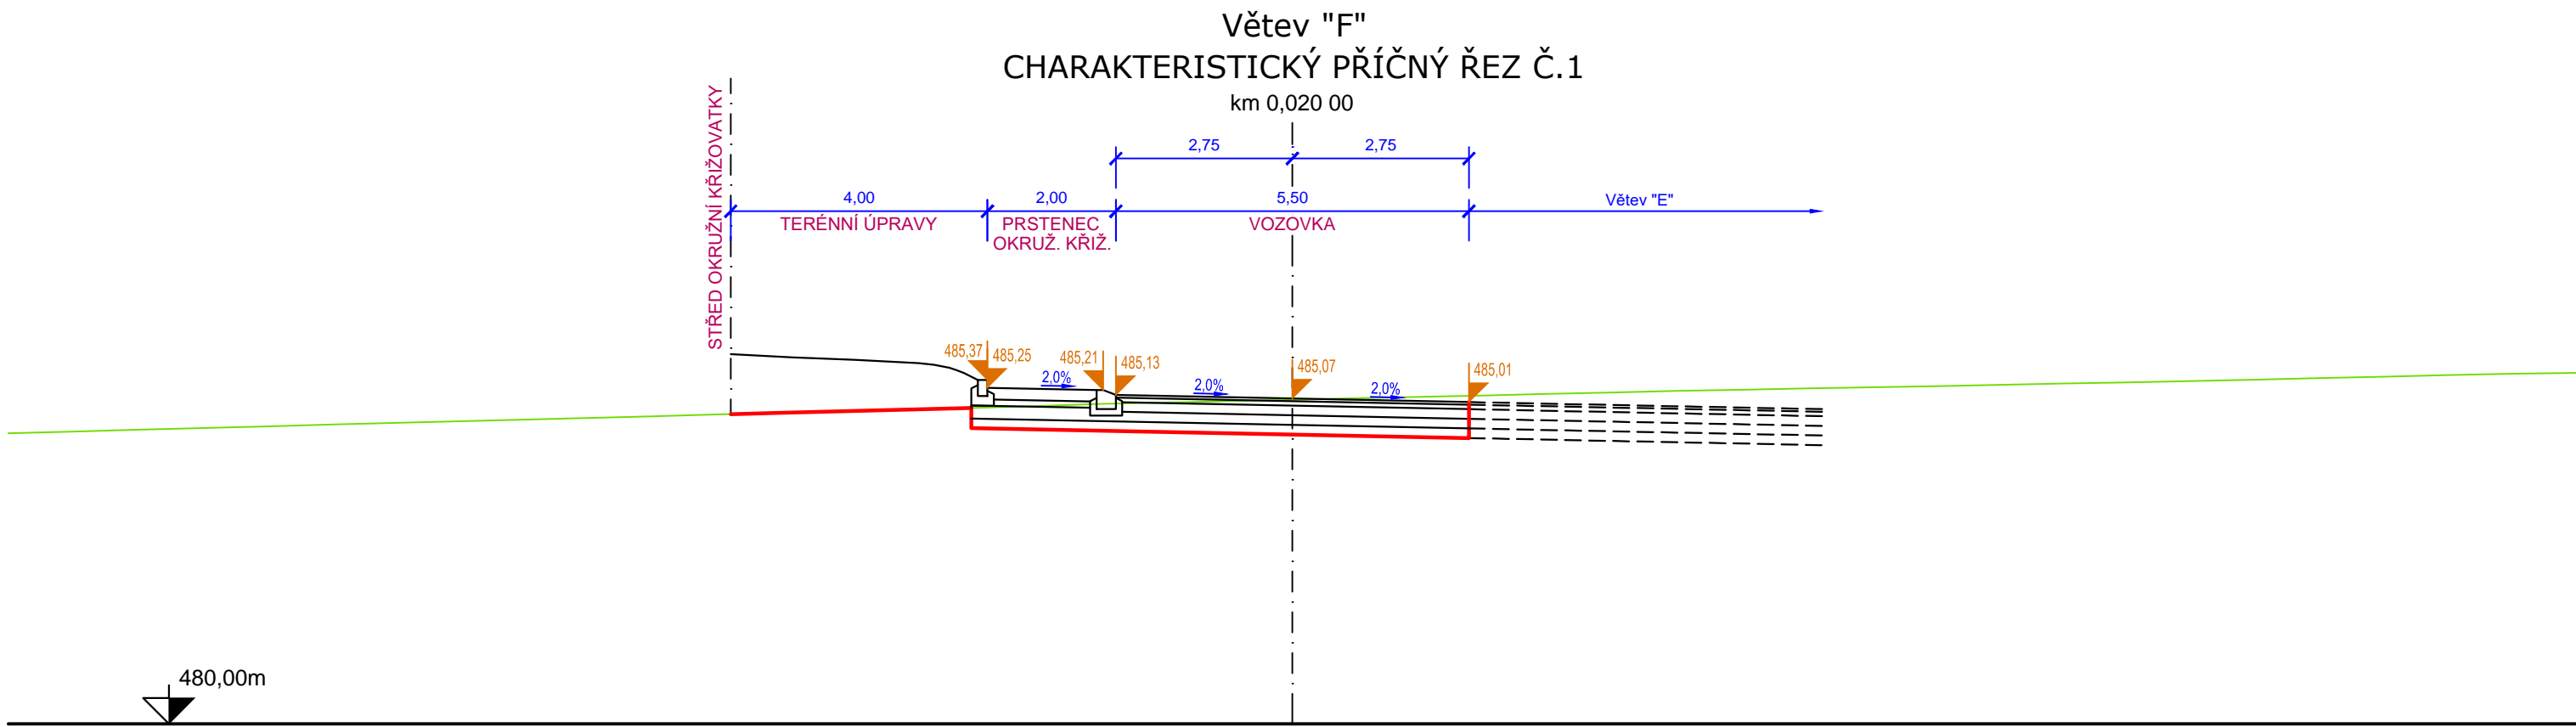 Větev "F"
CHARAKTERISTICKÝ PŘÍČNÝ ŘEZ Č.1
km 0,020 00
STŘED OKRUŽNÍ KŘIŽOVATKY
2,75
2,75
4,00
2,00
5,50
Větev "E"
TERÉNNÍ ÚPRAVY
PRSTENEC
OKRUŽ. KŘIŽ.
VOZOVKA
485,37
485,25
485,21
485,13
485,07
485,01
2,0%
2,0%
2,0%
480,00m